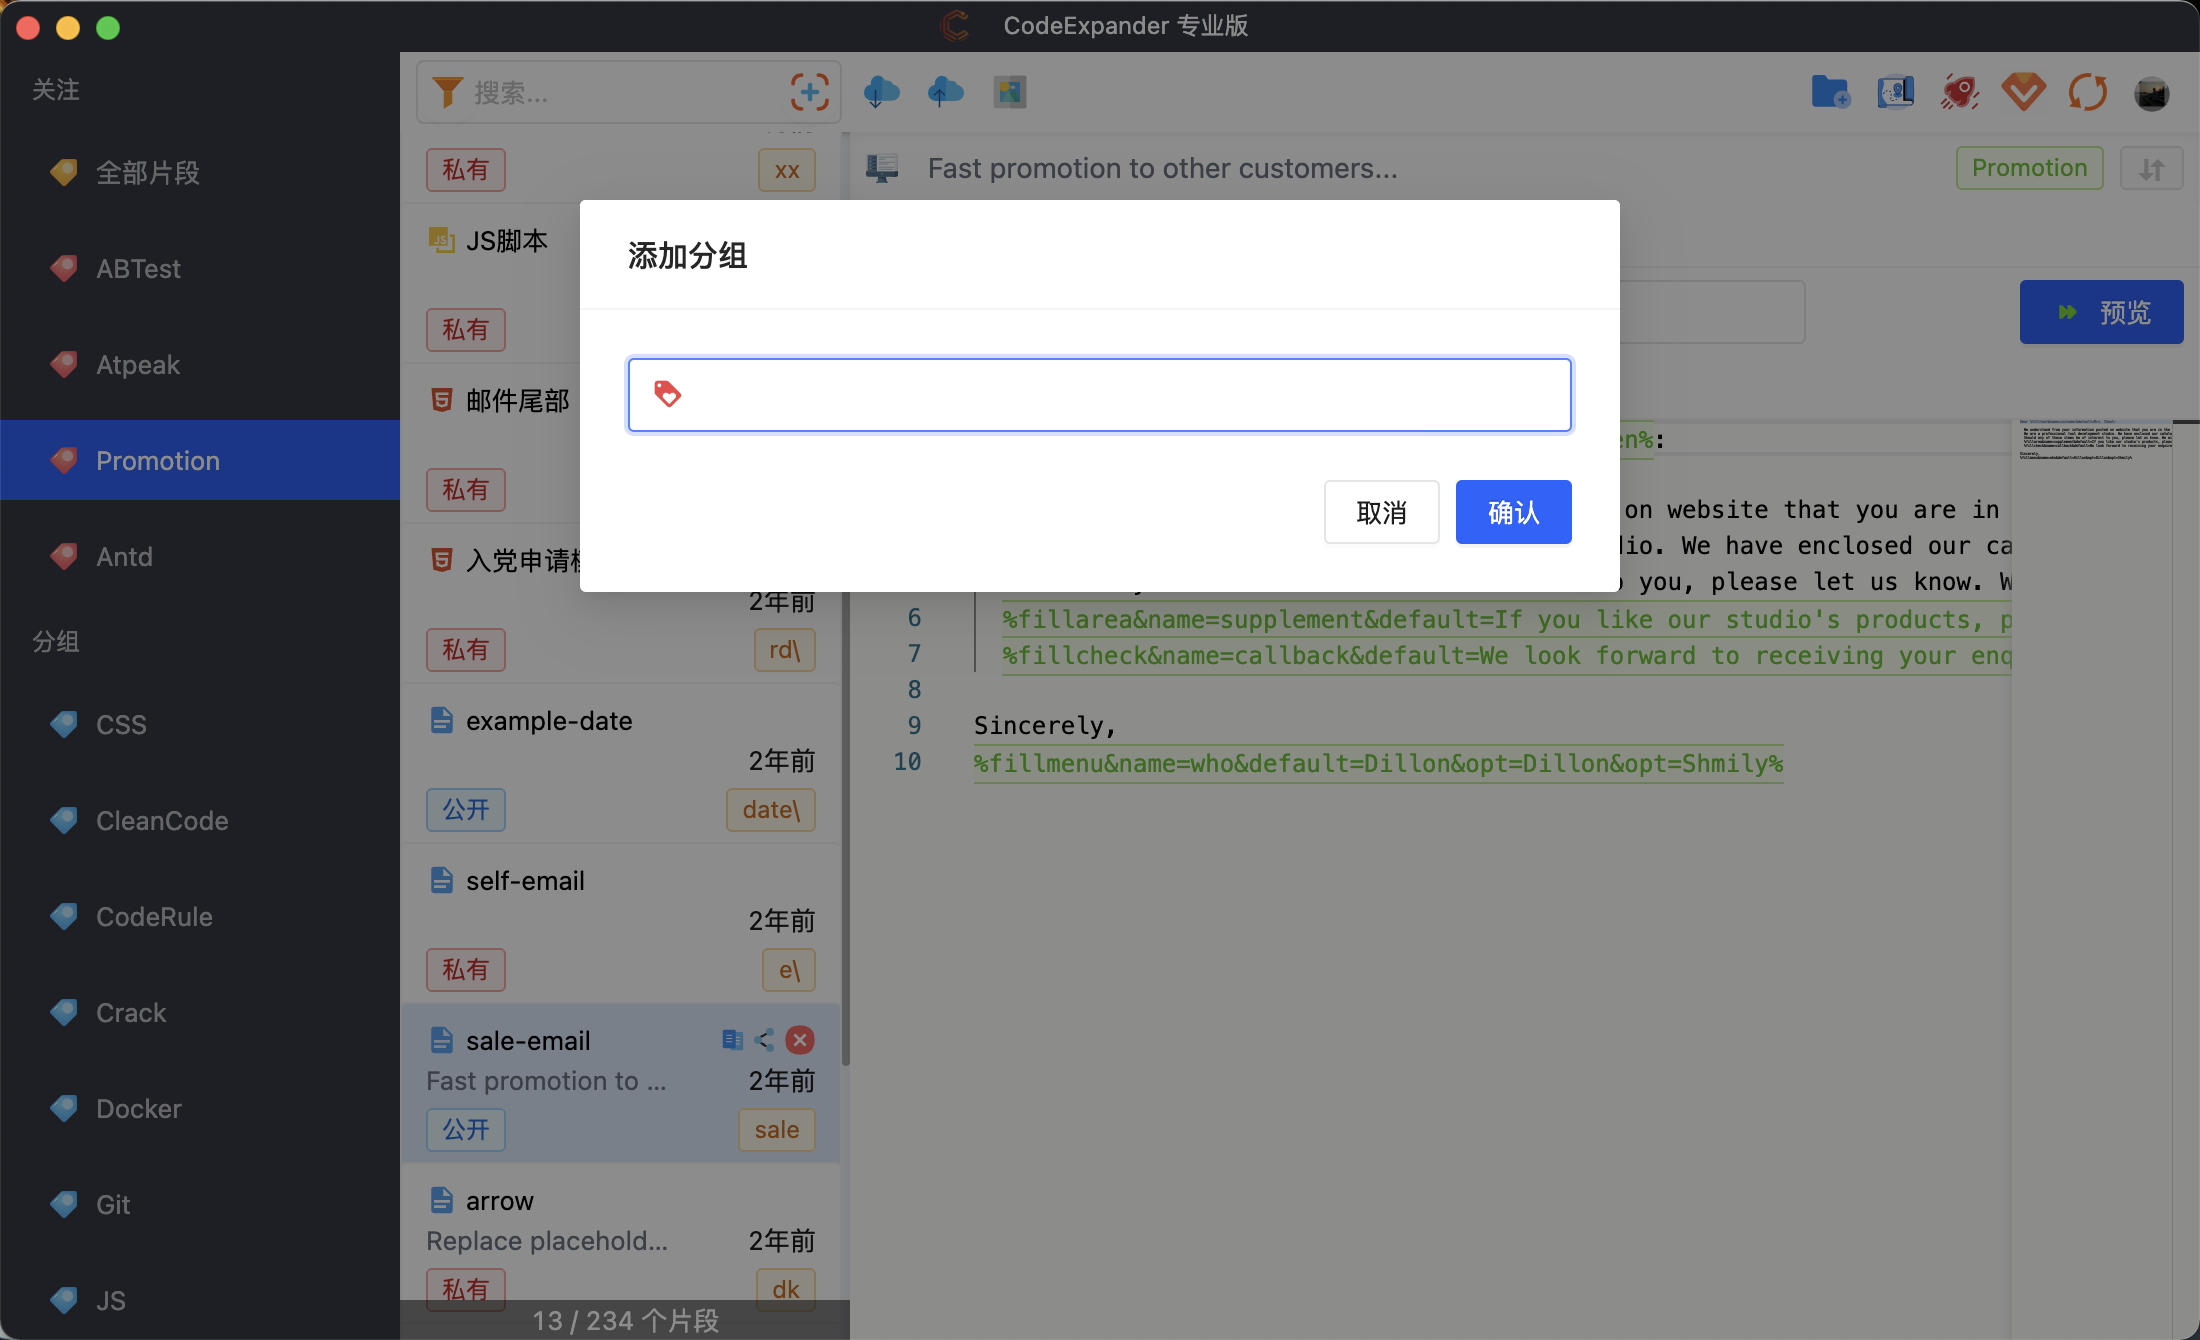 CodeExpander 专业版
关注
全部片段
ABTest
Atpeak
Promotion
Antd
分组
CSS
CleanCode
CodeRule
Crack
Docker
Git
JS
搜索...
私有
xx
JS脚本
私有
邮件尾部
私有
入党申请
2年前
私有
rd\
example-date
2年前
公开
date\
self-email
2年前
私有
e\
sale-email
Fast promotion to ...
2年前
公开
sale
arrow
Replace placehold...
2年前
私有
dk
13 / 234 个片段
Fast promotion to other customers...
Promotion
预览
添加分组
取消
确认
en%:
on website that you are in
io. We have enclosed our ca
you, please let us know. W
6 %fillarea&name=supplement&default=If you like our studio's products, p
7 %fillcheck&name=callback&default=We look forward to receiving your enq
8
9 Sincerely,
10 %fillmenu&name=who&default=Dillon&opt=Dillon&opt=Shmily%